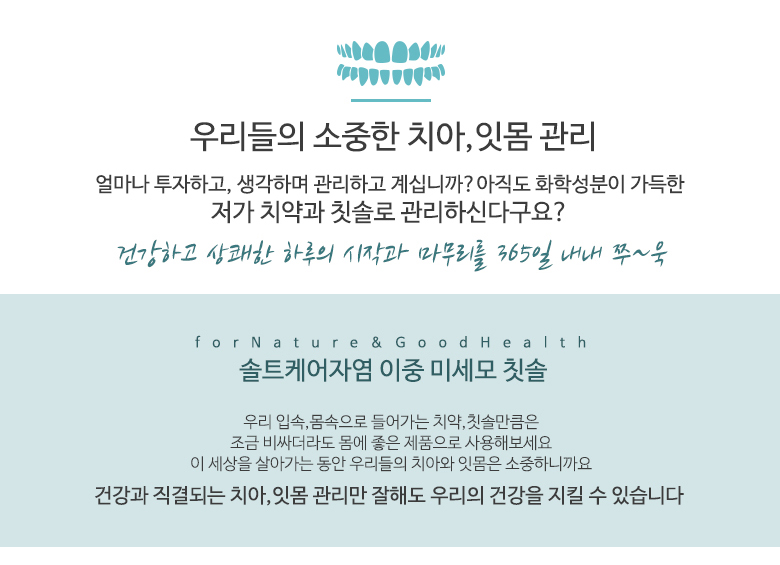 우리들의 소중한 치아,잇몸 관리
얼마나 투자하고, 생각하며 관리하고 계십니까? 아직도 화학성분이 가득한
저가 치약과 칫솔로 관리하신다구요?
건강하고 상쾌한 하루의 시작과 마무리를 365일 내내 쭈~욱
f o r N a t u r e & G o o d H e a l t h
솔트케어자염 이중 미세모 칫솔
우리 입속,몸속으로 들어가는 치약,칫솔만큼은
조금 비싸더라도 몸에 좋은 제품으로 사용해보세요
이 세상을 살아가는 동안 우리들의 치아와 잇몸은 소중하니까요
건강과 직결되는 치아,잇몸 관리만 잘해도 우리의 건강을 지킬 수 있습니다